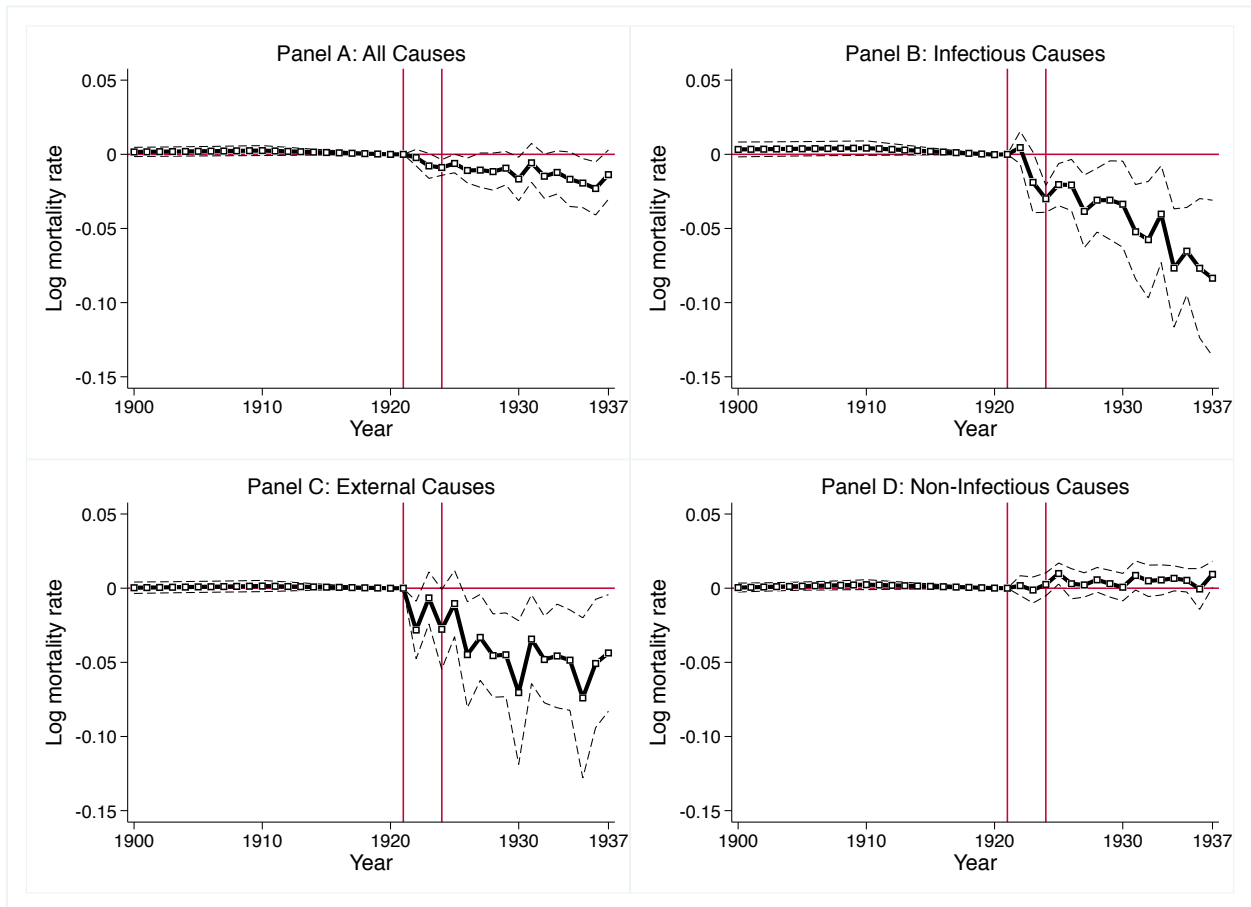 Panel A: All Causes
0.05
0
-0.05
-0.10
-0.15
Log mortality rate
1900 1910 1920 1930 1937
Year
Panel B: Infectious Causes
0.05
0
-0.05
-0.10
-0.15
Log mortality rate
1900 1910 1920 1930 1937
Year
Panel C: External Causes
0.05
0
-0.05
-0.10
-0.15
Log mortality rate
1900 1910 1920 1930 1937
Year
Panel D: Non-Infectious Causes
0.05
0
-0.05
-0.10
-0.15
Log mortality rate
1900 1910 1920 1930 1937
Year